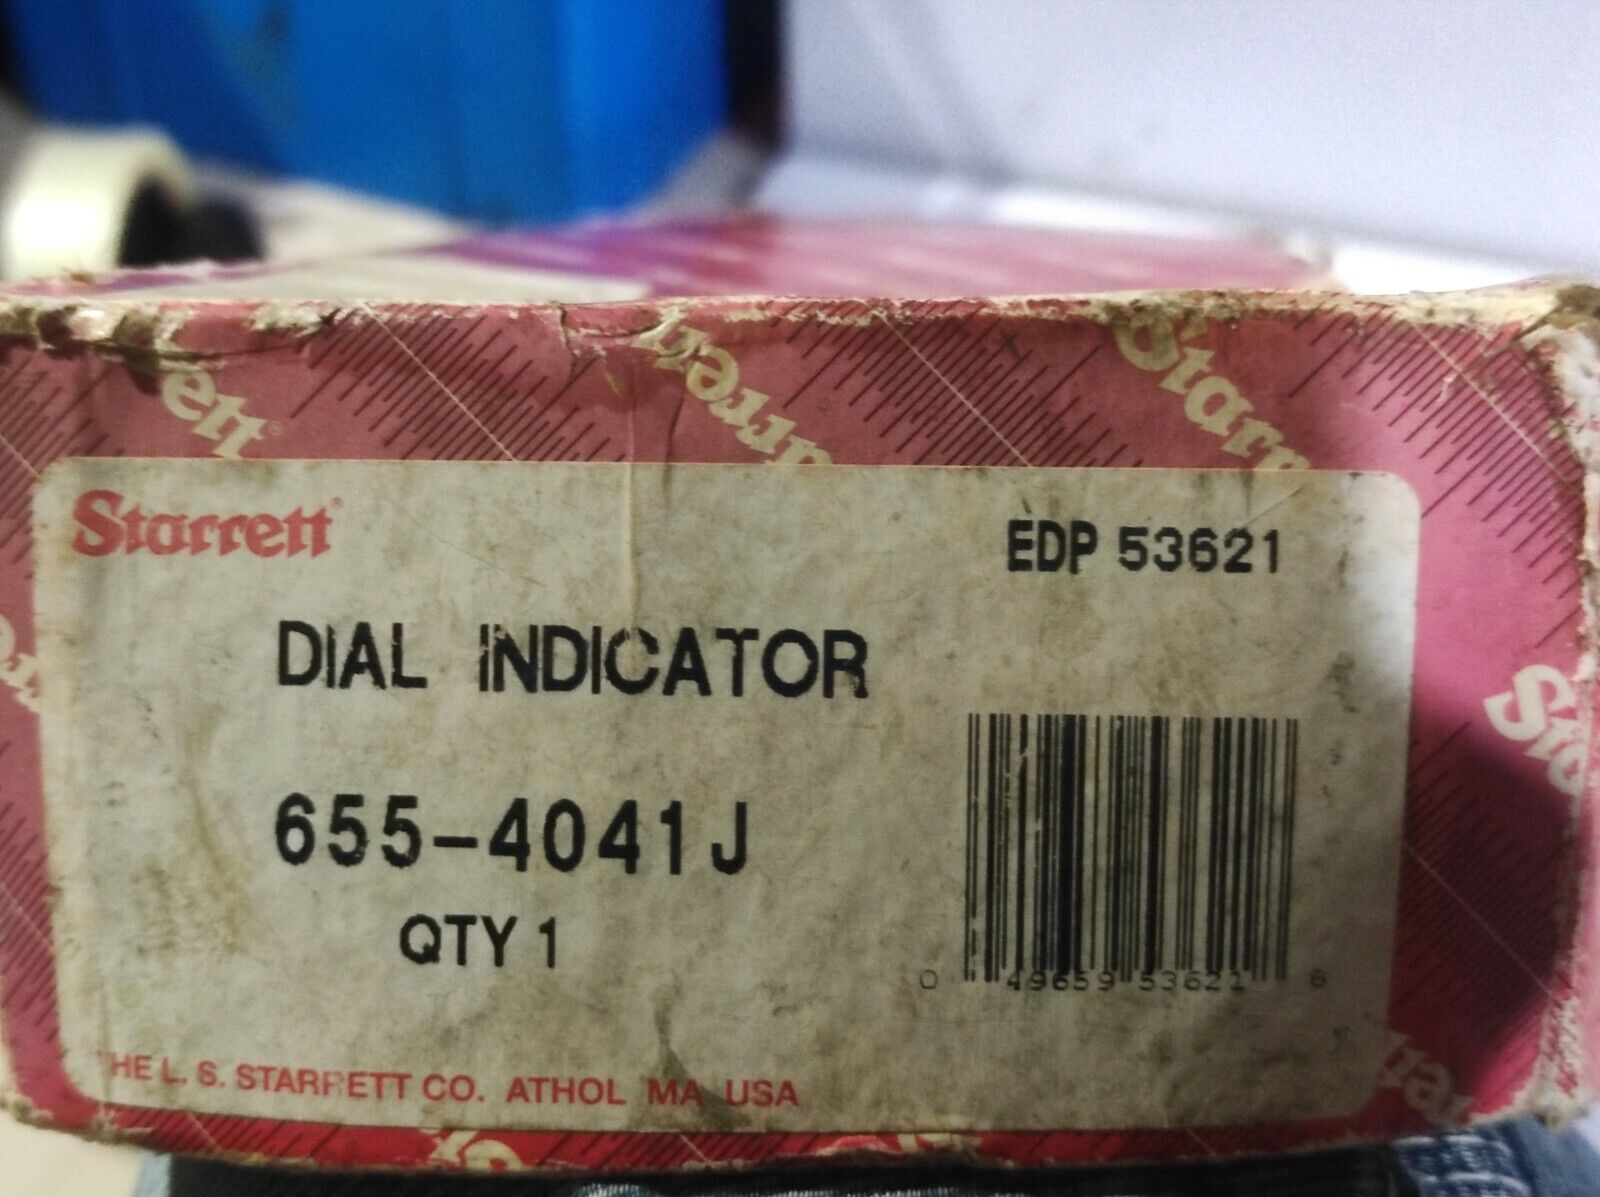 Starrett
EDP 53621
DIAL INDICATOR
655-4041J
QTY 1
0 49659 53621 6
THE L. S. STARRETT CO. ATHOL MA USA